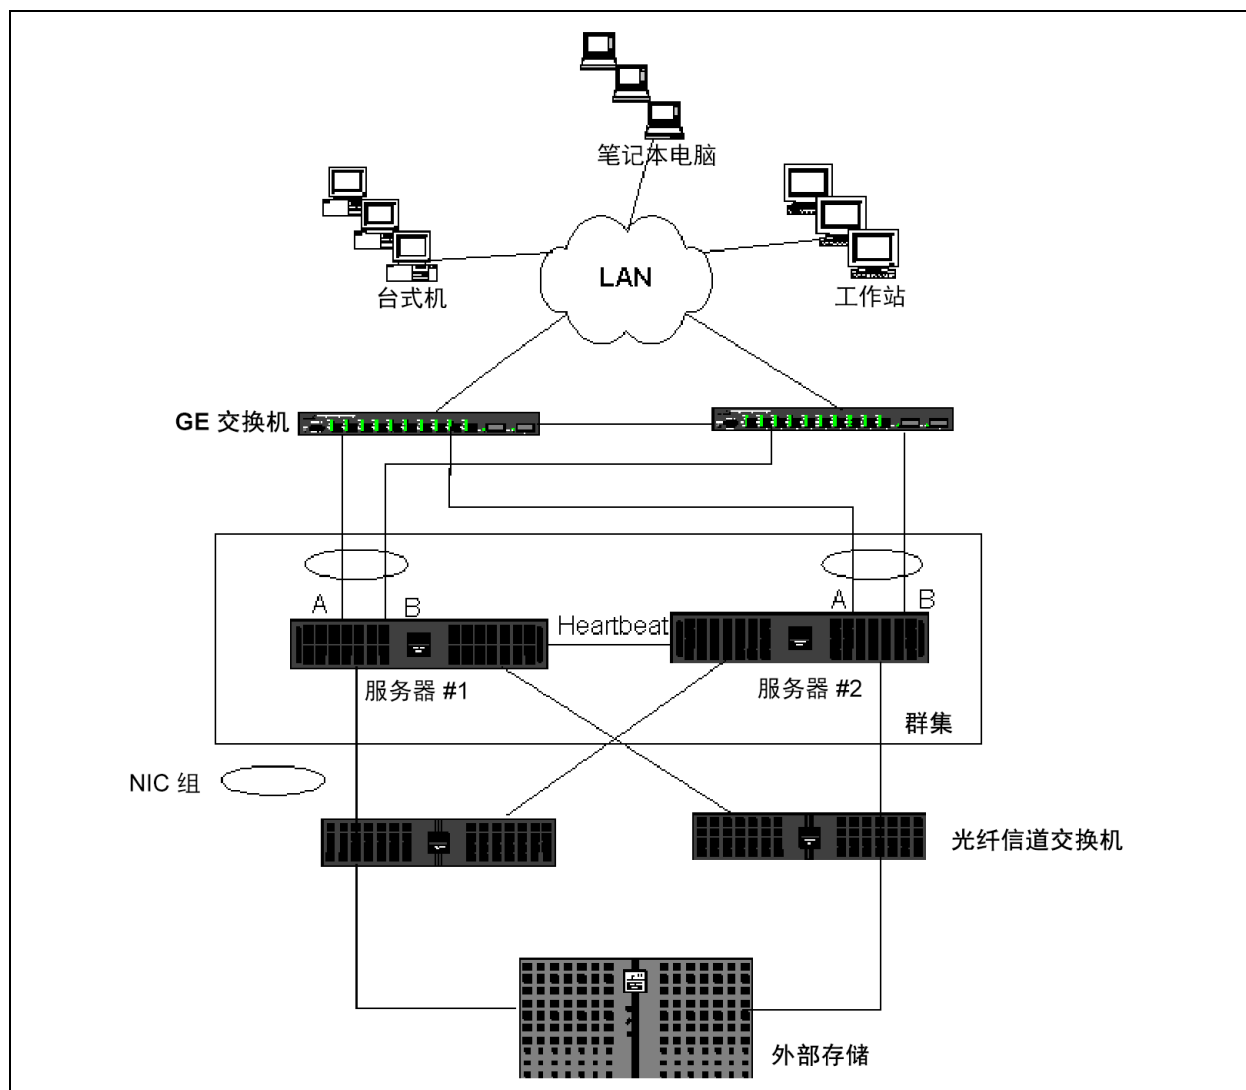 笔记本电脑
台式机
LAN
工作站
GE 交换机
A
B
Heartbeat
A
B
服务器 #1
服务器 #2
群集
NIC 组
光纤信道交换机
外部存储